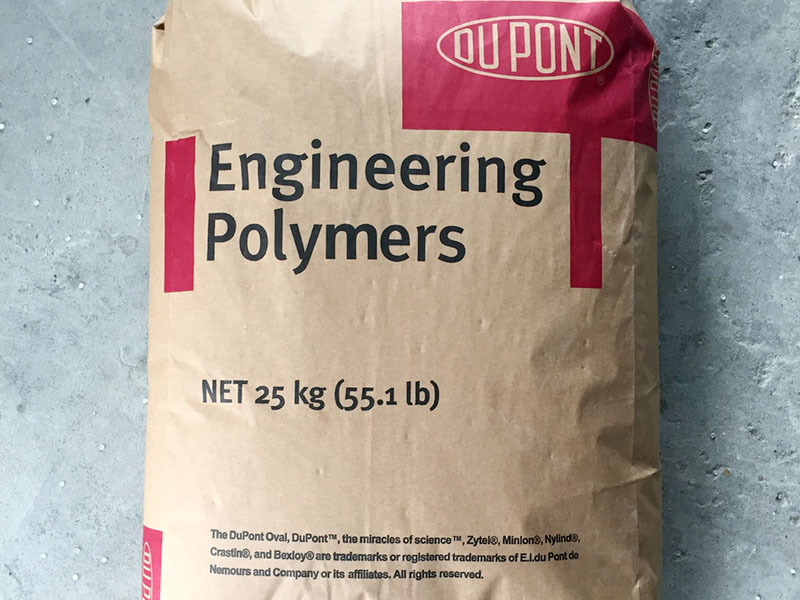 DU PONT
®
Engineering
Polymers
NET 25 kg (55.1 lb)
The DuPont Oval, DuPont™, the miracles of science™, Zytel®, Minlon®, Nylind®,
Crastin®, and Bexloy® are trademarks or registered trademarks of E.I.du Pont de
Nemours and Company or its affiliates. All rights reserved.